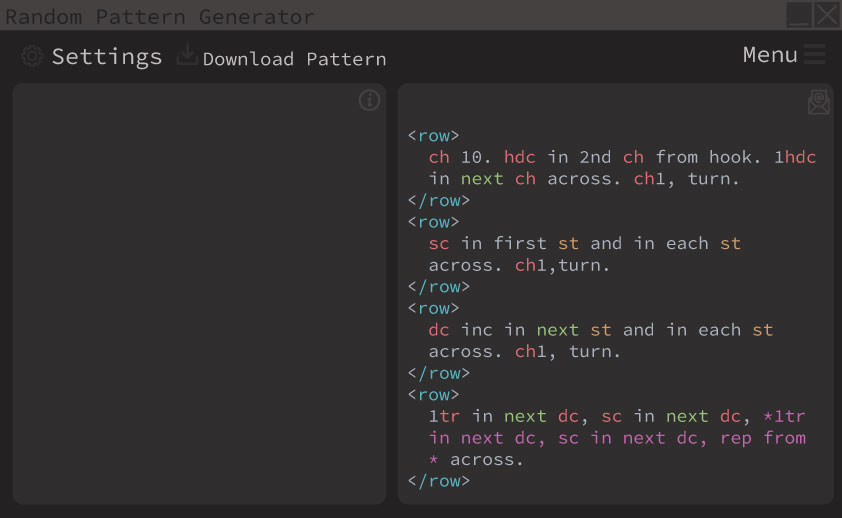 Random Pattern Generator
Settings
Download Pattern
Menu
<row>
ch 10. hdc in 2nd ch from hook. 1hdc
in next ch across. ch1, turn.
</row>
<row>
sc in first st and in each st
across. ch1,turn.
</row>
<row>
dc inc in next st and in each st
across. ch1, turn.
</row>
<row>
1tr in next dc, sc in next dc, *1tr
in next dc, sc in next dc, rep from
* across.
</row>